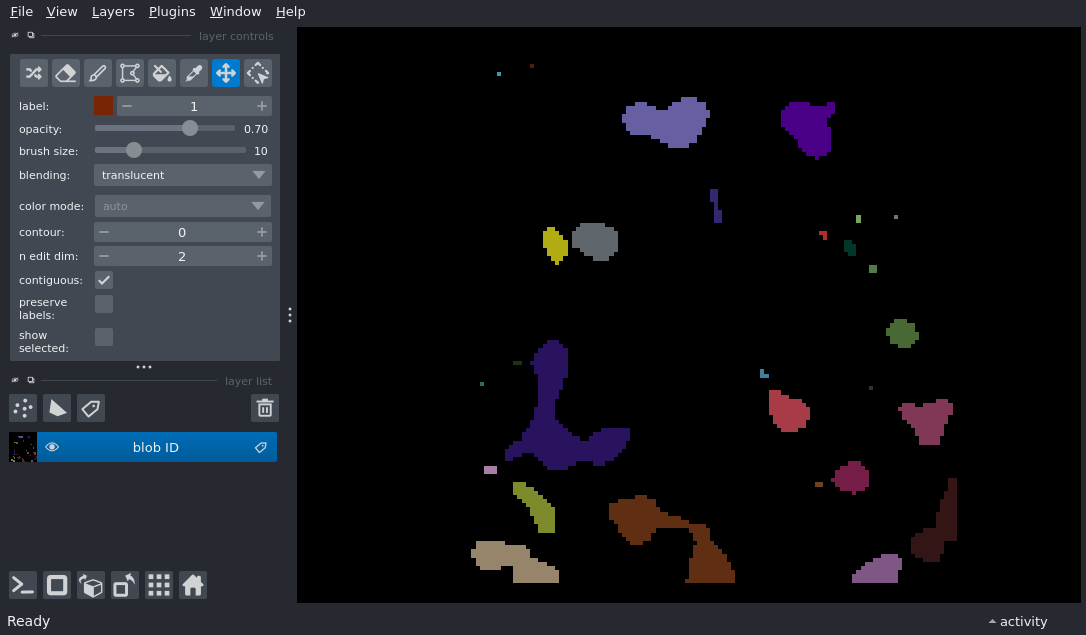 File View Layers Plugins Window Help
layer controls
label: 1
opacity: 0.70
brush size: 10
blending: translucent
color mode: auto
contour: 0
n edit dim: 2
contiguous:
preserve
labels:
show
selected:
layer list
blob ID
Ready
activity